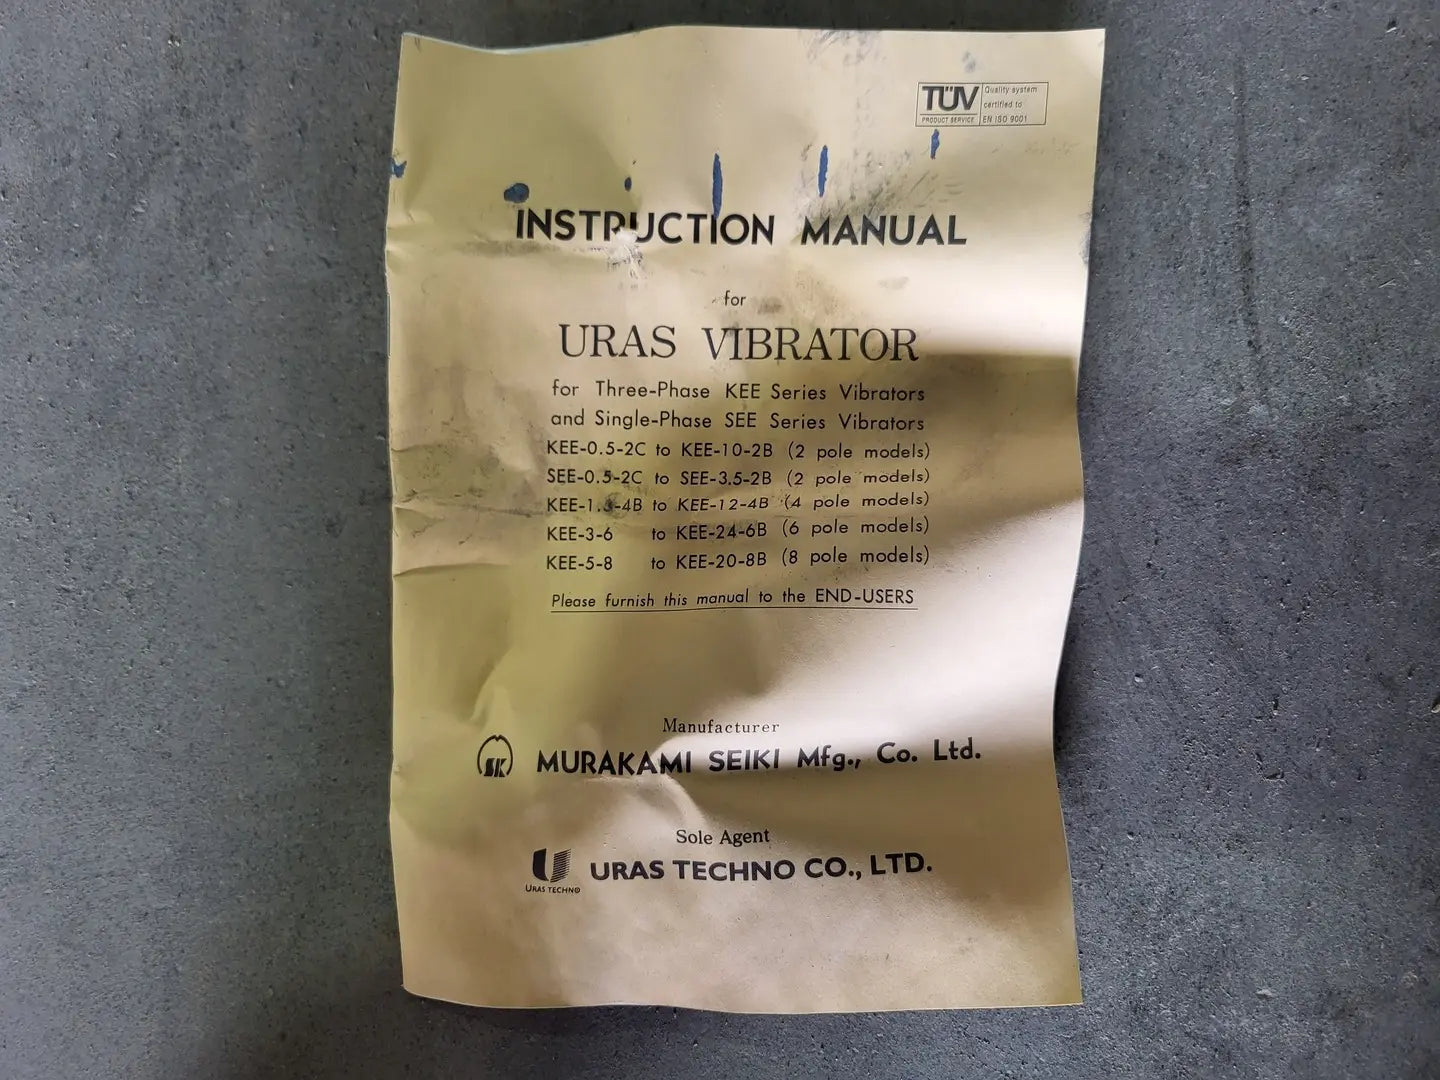 TÜV
PRODUCT SERVICE
Quality system
certified to
EN ISO 9001
INSTRUCTION MANUAL
for
URAS VIBRATOR
for Three-Phase KEE Series Vibrators
and Single-Phase SEE Series Vibrators
KEE-0.5-2C to KEE-10-2B (2 pole models)
SEE-0.5-2C to SEE-3.5-2B (2 pole models)
KEE-1.5-4B to KEE-12-4B (4 pole models)
KEE-3-6 to KEE-24-6B (6 pole models)
KEE-5-8 to KEE-20-8B (8 pole models)
Please furnish this manual to the END-USERS
Manufacturer
SK MURAKAMI SEIKI Mfg., Co. Ltd.
Sole Agent
URAS TECHNO CO., LTD.
URAS TECHNO